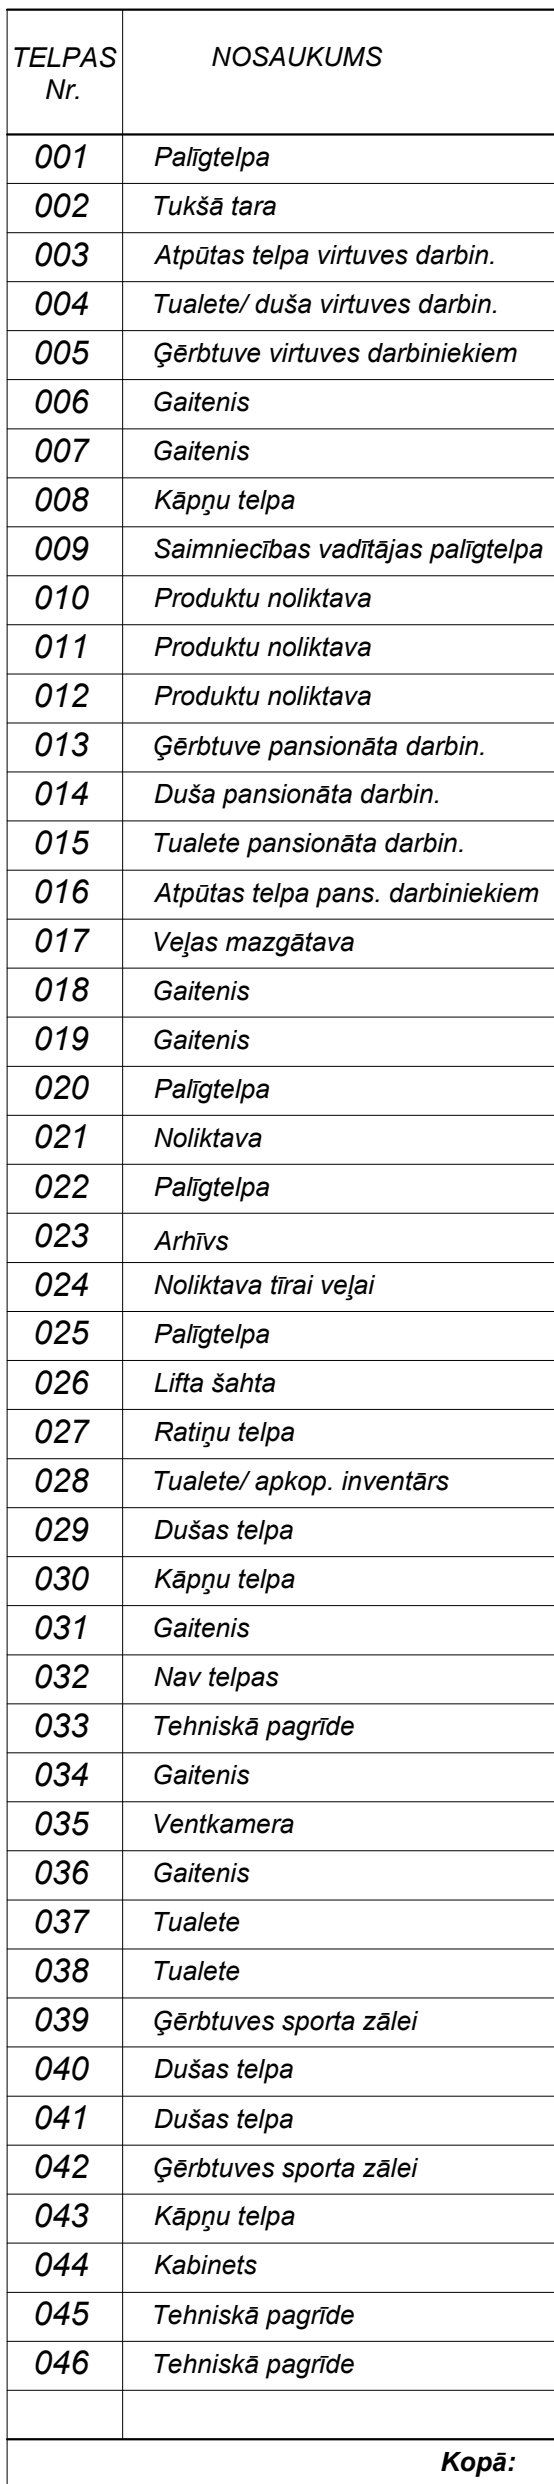 TELPAS Nr. NOSAUKUMS
001 Palīgtelpa
002 Tukšā tara
003 Atpūtas telpa virtuves darbin.
004 Tualete/ duša virtuves darbin.
005 Ģērbtuve virtuves darbiniekiem
006 Gaitenis
007 Gaitenis
008 Kāpņu telpa
009 Saimniecības vadītājas palīgtelpa
010 Produktu noliktava
011 Produktu noliktava
012 Produktu noliktava
013 Ģērbtuve pansionāta darbin.
014 Duša pansionāta darbin.
015 Tualete pansionāta darbin.
016 Atpūtas telpa pans. darbiniekiem
017 Veļas mazgātava
018 Gaitenis
019 Gaitenis
020 Palīgtelpa
021 Noliktava
022 Palīgtelpa
023 Arhīvs
024 Noliktava tīrai veļai
025 Palīgtelpa
026 Lifta šahta
027 Ratiņu telpa
028 Tualete/ apkop. inventārs
029 Dušas telpa
030 Kāpņu telpa
031 Gaitenis
032 Nav telpas
033 Tehniskā pagrīde
034 Gaitenis
035 Ventkamera
036 Gaitenis
037 Tualete
038 Tualete
039 Ģērbtuves sporta zālei
040 Dušas telpa
041 Dušas telpa
042 Ģērbtuves sporta zālei
043 Kāpņu telpa
044 Kabinets
045 Tehniskā pagrīde
046 Tehniskā pagrīde
Kopā: